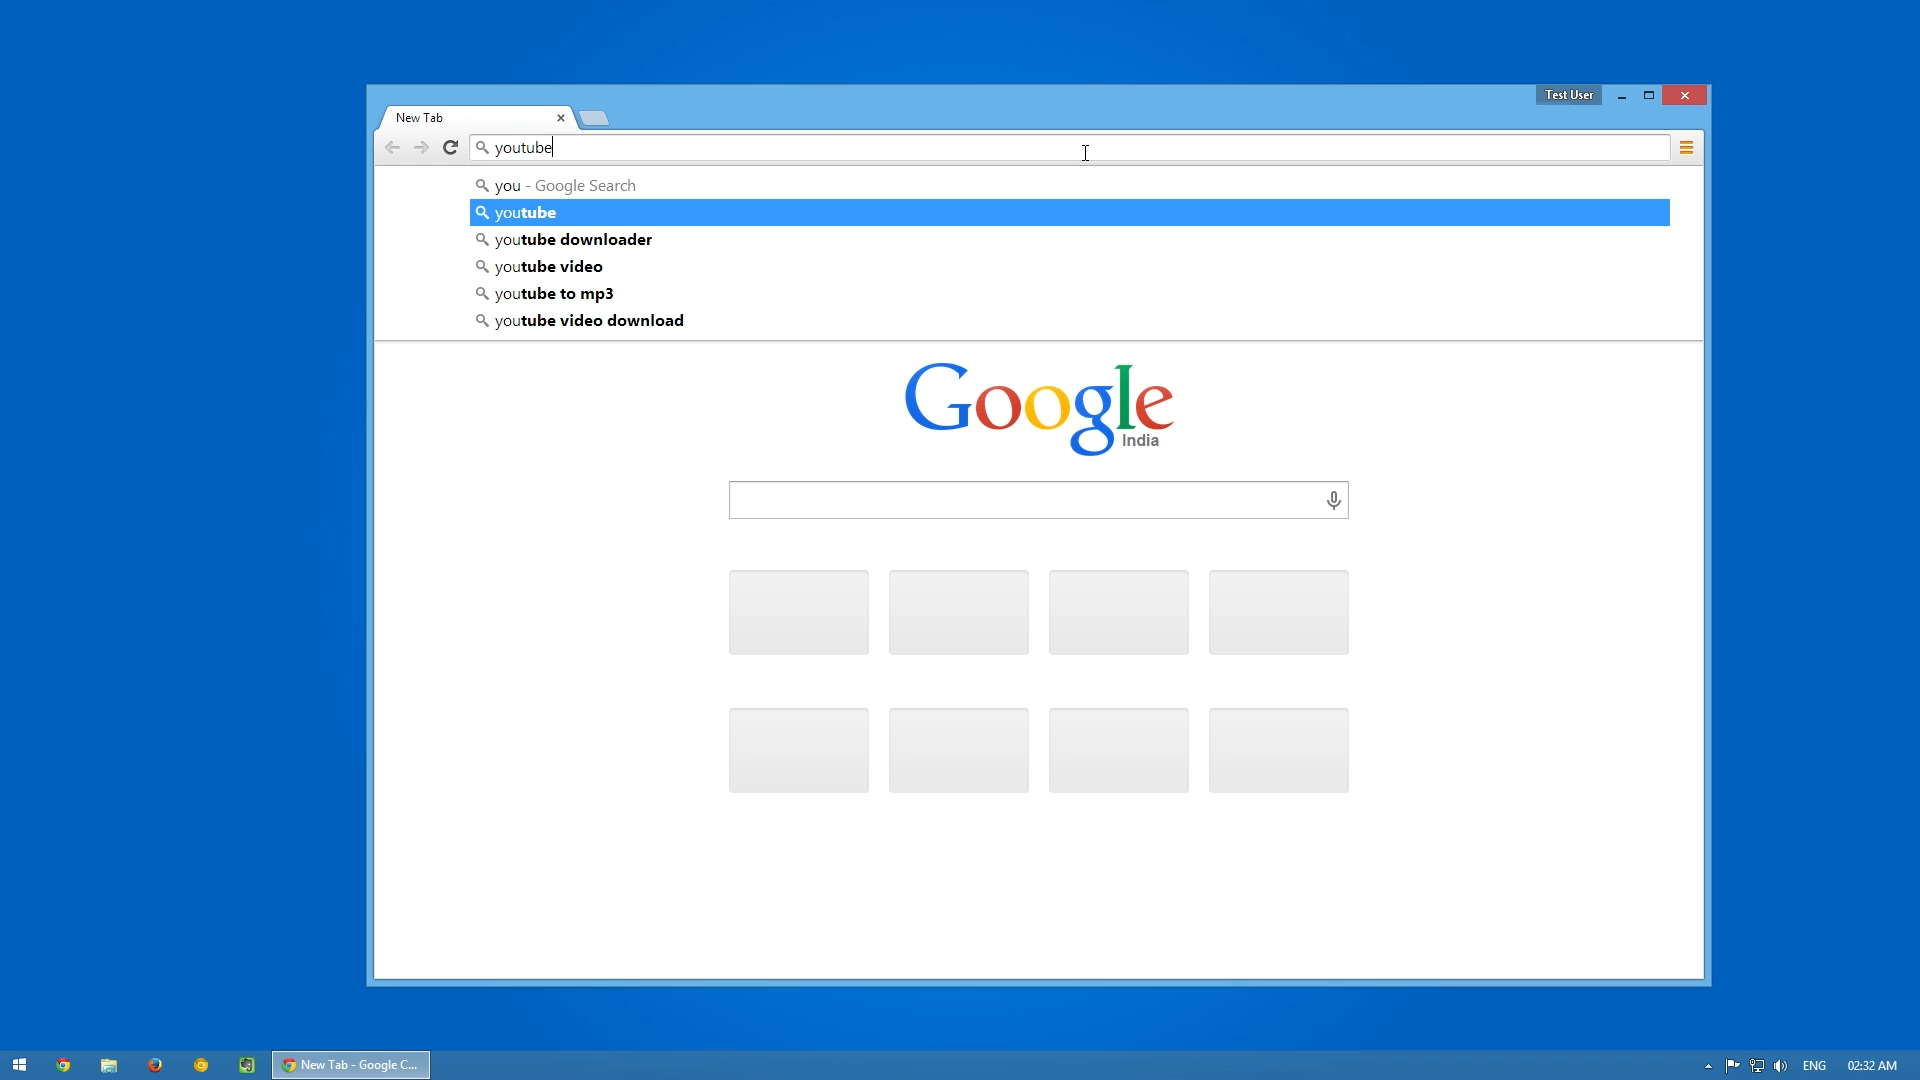 Test User
New Tab
youtube
you - Google Search
youtube
youtube downloader
youtube video
youtube to mp3
youtube video download
Google
India
New Tab - Google C...
ENG
02:32 AM